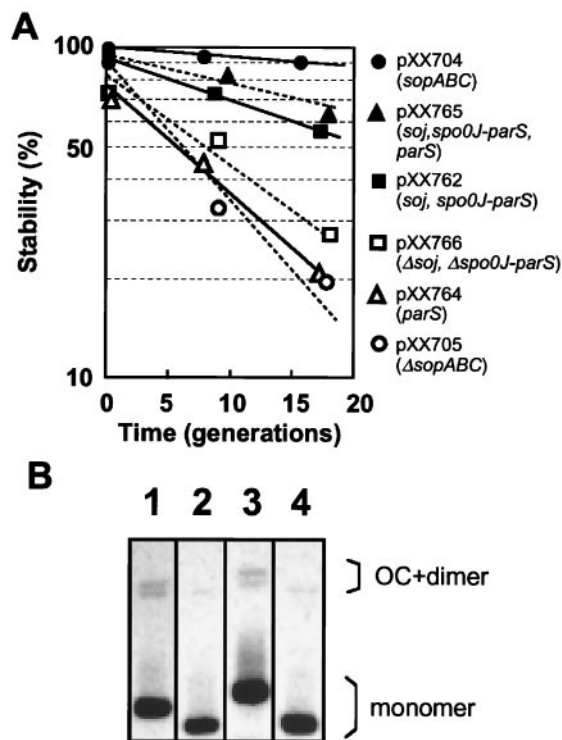 A
100
50
10
Stability (%)
0 5 10 15 20
Time (generations)
pXX704
(sopABC)
pXX765
(soj,spo0J-parS,
parS)
pXX762
(soj, spo0J-parS)
pXX766
(Δsoj, Δspo0J-parS)
pXX764
(parS)
pXX705
(ΔsopABC)
B
1 2 3 4
OC+dimer
monomer